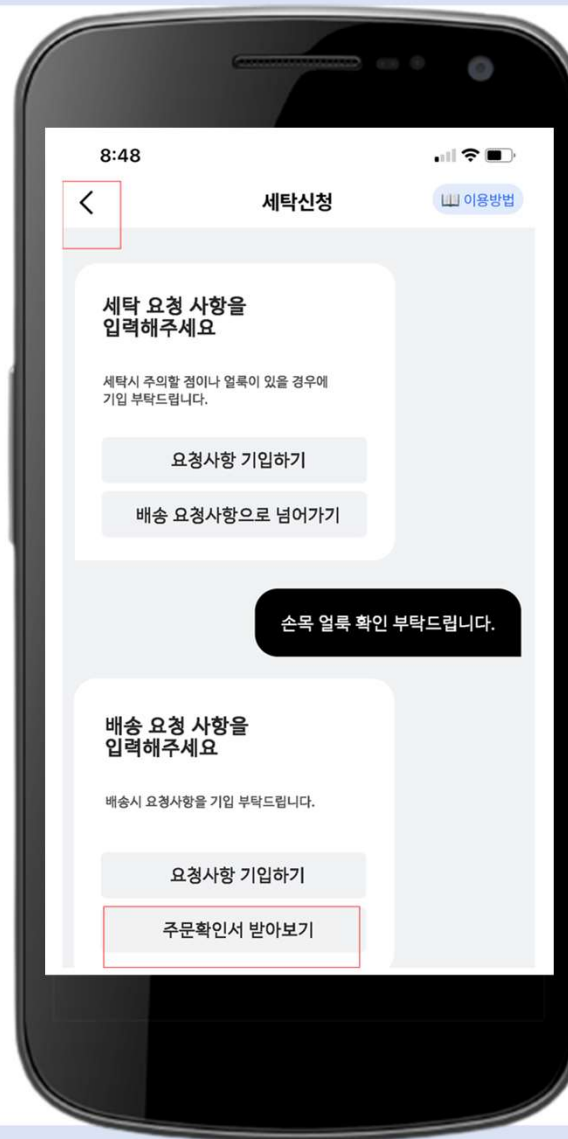 8:48
세탁신청
이용방법
세탁 요청 사항을
입력해주세요
세탁시 주의할 점이나 얼룩이 있을 경우에
기입 부탁드립니다.
요청사항 기입하기
배송 요청사항으로 넘어가기
손목 얼룩 확인 부탁드립니다.
배송 요청 사항을
입력해주세요
배송시 요청사항을 기입 부탁드립니다.
요청사항 기입하기
주문확인서 받아보기